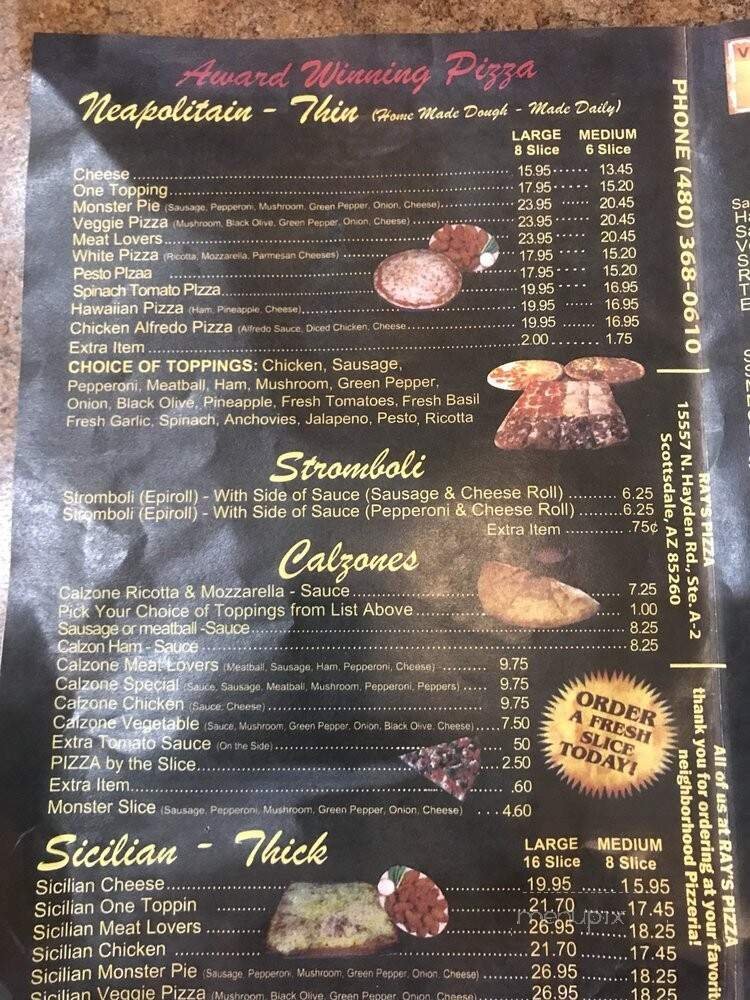 Award Winning Pizza
Neapolitain - Thin (Home Made Dough - Made Daily)
LARGE MEDIUM
8 Slice 6 Slice
Cheese 15.95 13.45
One Topping 17.95 15.20
Monster Pie (Sausage, Pepperoni, Mushroom, Green Pepper, Onion, Cheese) 23.95 20.45
Veggie Pizza (Mushroom, Black Olive, Green Pepper, Onion, Cheese) 23.95 20.45
Meat Lovers 23.95 20.45
White Pizza (Ricotta, Mozzarella, Parmesan Cheeses) 17.95 15.20
Pesto PIzaa 17.95 15.20
Spinach Tomato PIzza 19.95 16.95
Hawaiian Pizza (Ham, Pineapple, Cheese) 19.95 16.95
Chicken Alfredo Pizza (Alfredo Sauce, Diced Chicken, Cheese 19.95 16.95
Extra Item 2.00 1.75
CHOICE OF TOPPINGS: Chicken, Sausage,
Pepperoni, Meatball, Ham, Mushroom, Green Pepper,
Onion, Black Olive, Pineapple, Fresh Tomatoes, Fresh Basil
Fresh Garlic, Spinach, Anchovies, Jalapeno, Pesto, Ricotta
Stromboli
Stromboli (Epiroll) - With Side of Sauce (Sausage & Cheese Roll) 6.25
Stromboli (Epiroll) - With Side of Sauce (Pepperoni & Cheese Roll) 6.25
Extra Item .75¢
Calzones
Calzone Ricotta & Mozzarella - Sauce 7.25
Pick Your Choice of Toppings from List Above 1.00
Sausage or meatball -Sauce 8.25
Calzon Ham - Sauce 8.25
Calzone Meat Lovers (Meatball, Sausage, Ham, Pepperoni, Cheese) 9.75
Calzone Special (Sauce, Sausage, Meatball, Mushroom, Pepperoni, Peppers) 9.75
Calzone Chicken (Sauce, Cheese) 9.75
Calzone Vegetable (Sauce, Mushroom, Green Pepper, Onion, Black Olive, Cheese) 7.50
Extra Tomato Sauce (On the Side) 50
PIZZA by the Slice 2.50
Extra Item .60
Monster Slice (Sausage, Pepperoni, Mushroom, Green Pepper, Onion, Cheese) 4.60
ORDER
A FRESH
SLICE
TODAY!
Sicilian - Thick
LARGE MEDIUM
16 Slice 8 Slice
Sicilian Cheese 19.95 15.95
Sicilian One Toppin 21.70 17.45
Sicilian Meat Lovers 26.95 18.25
Sicilian Chicken 21.70 17.45
Sicilian Monster Pie (Sausage, Pepperoni, Mushroom, Green Pepper, Onion, Cheese) 26.95 18.25
Sicilian Veggie Pizza (Mushroom, Black Olive, Green Pepper, Onion, Cheese) 26.95 18.25
PHONE (480) 368-0610
RAY'S PIZZA
15557 N. Hayden Rd., Ste. A-2
Scottsdale, AZ 85260
All of us at RAY'S PIZZA
thank you for ordering at your favorit
neighborhood Pizzeria!
menupix